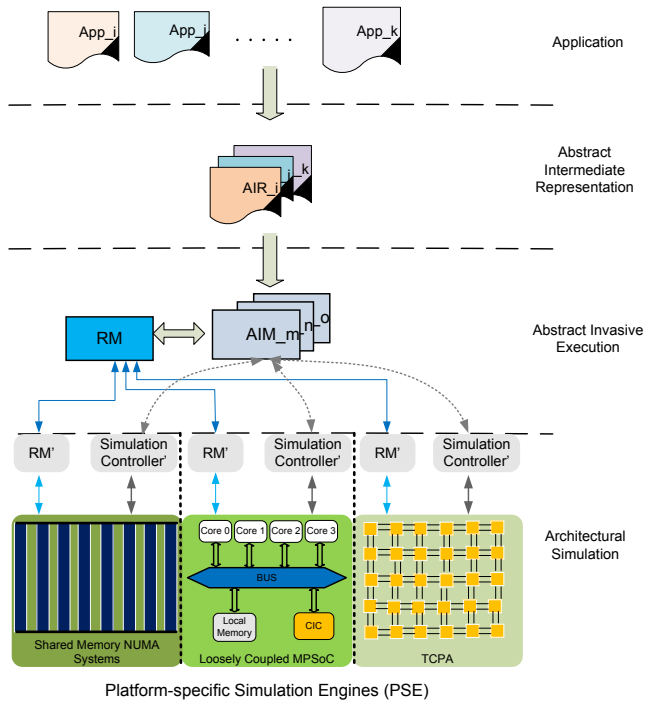 App_i
App_j
. . . . .
App_k
Application
AIR_i
j
_k
Abstract
Intermediate
Representation
RM
AIM_m
-n
-o
Abstract Invasive
Execution
RM'
Simulation
Controller'
RM'
Simulation
Controller'
RM'
Simulation
Controller'
Core 0
Core 1
Core 2
Core 3
BUS
Local
Memory
CIC
Architectural
Simulation
Shared Memory NUMA
Systems
Loosely Coupled MPSoC
TCPA
Platform-specific Simulation Engines (PSE)